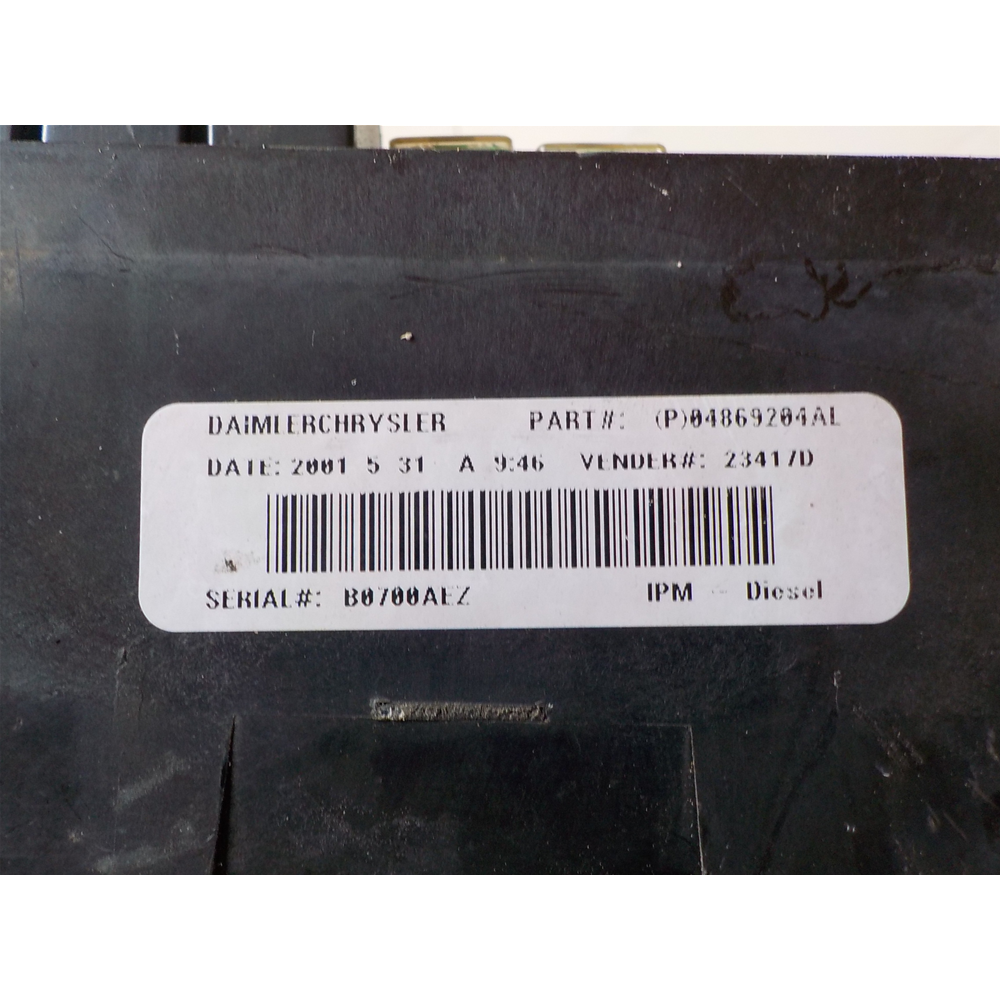 DAIMLERCHRYSLER PART#: (P)04869204AL
DATE: 2001 5 31 A 9:46 VENDER#: 23417D
SERIAL#: B0700AEZ IPM - Diesel